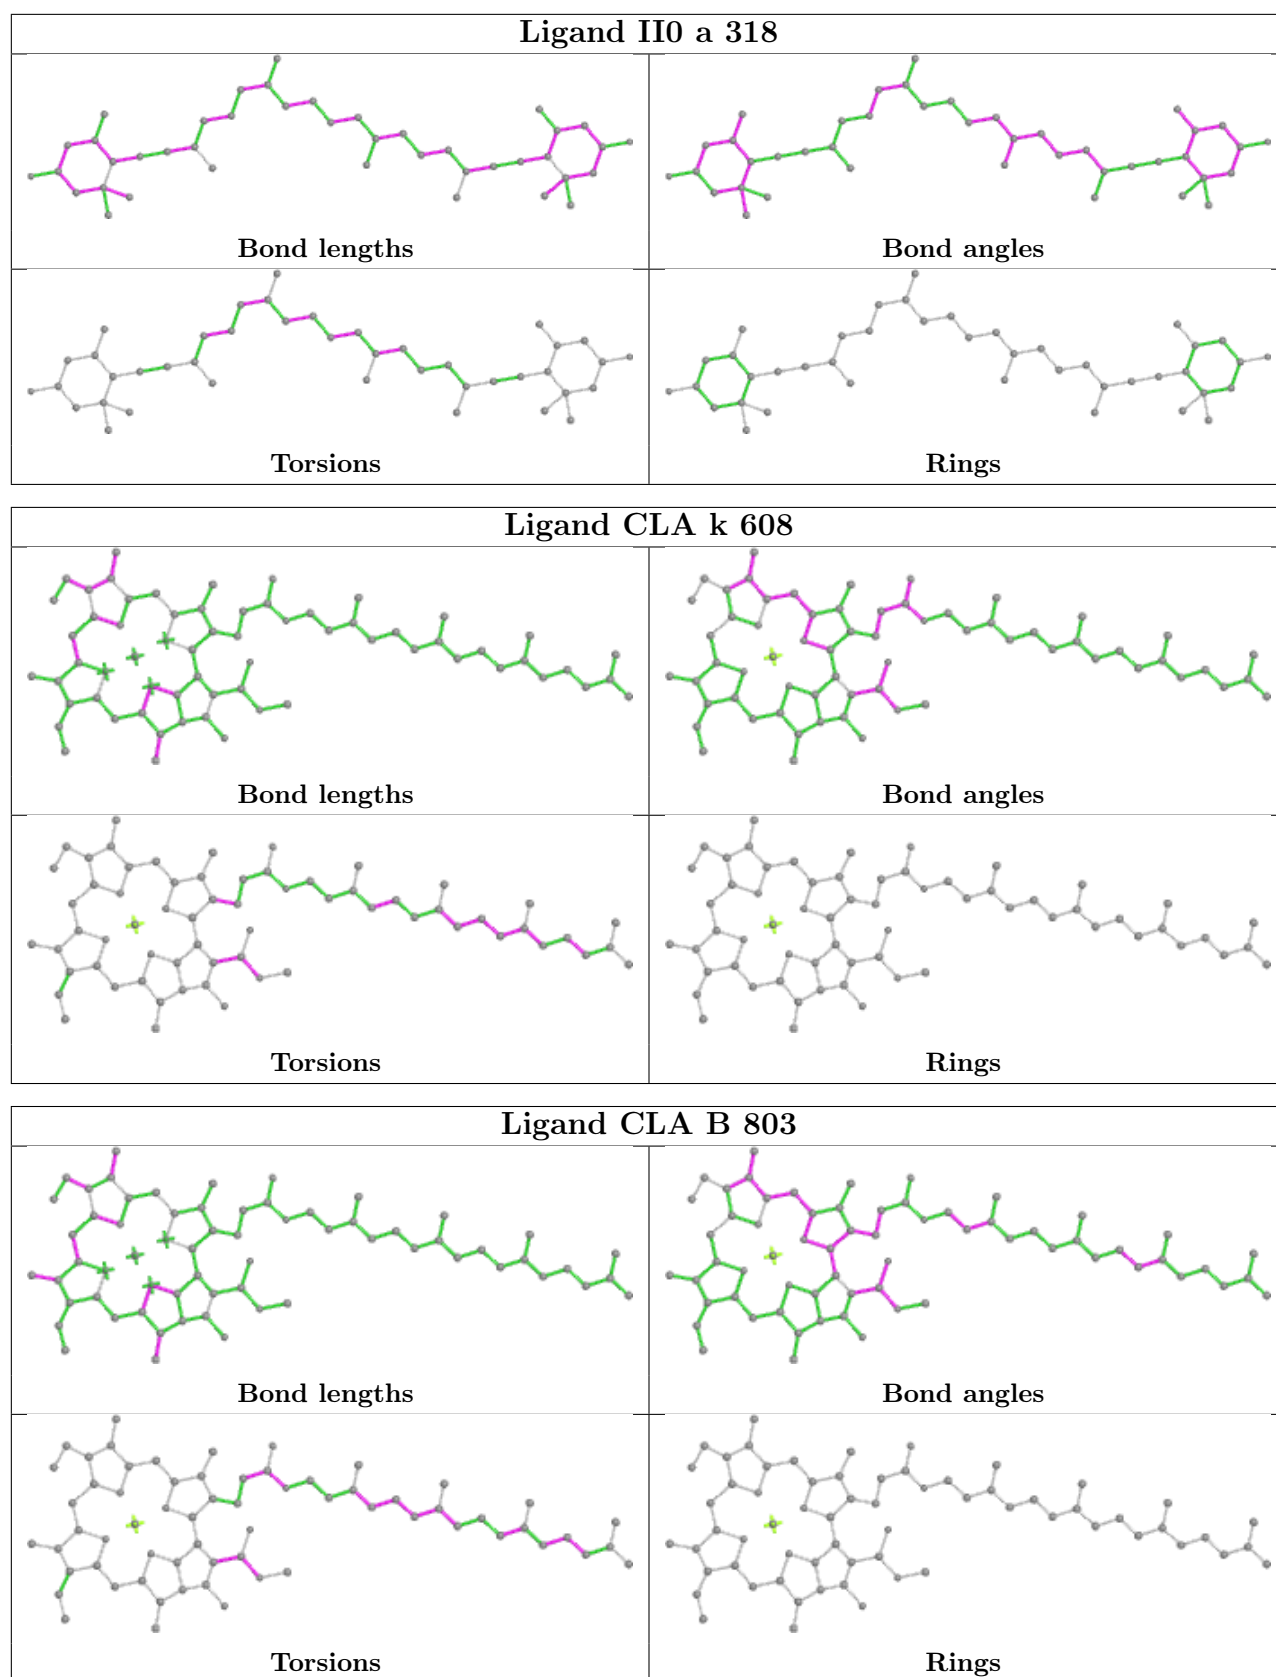 Ligand II0 a 318
Bond lengths
Bond angles
Torsions
Rings
Ligand CLA k 608
Bond lengths
Bond angles
Torsions
Rings
Ligand CLA B 803
Bond lengths
Bond angles
Torsions
Rings